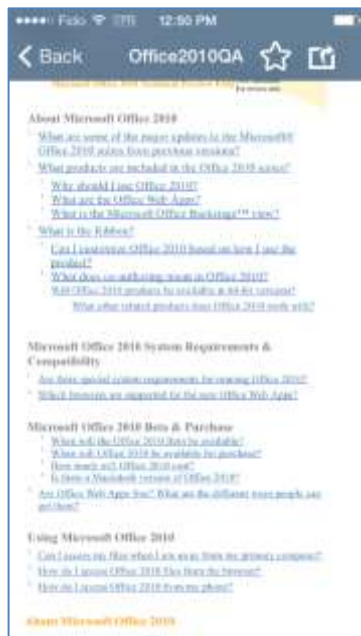 Fido LTE 12:50 PM
Back Office2010QA
Microsoft Office 2010 Technical Preview
About Microsoft Office 2010
What are some of the major updates in the Microsoft®
Office 2010 suites from previous versions?
What products are included in the Office 2010 suites?
Why should I use Office 2010?
What are the Office Web Apps?
What is the Microsoft Office Backstage™ view?
What is the Ribbon?
Can I customize Office 2010 based on how I use the
product?
What does co-authoring mean in Office 2010?
Will Office 2010 products be available in 64-bit versions?
What other related products does Office 2010 work with?
Microsoft Office 2010 System Requirements &
Compatibility
Are there special system requirements for running Office 2010?
Which browsers are supported for the new Office Web Apps?
Microsoft Office 2010 Beta & Purchase
When will the Office 2010 Beta be available?
When will Office 2010 be available for purchase?
How much will Office 2010 cost?
Is there a Macintosh version of Office 2010?
Are Office Web Apps free? What are the different ways people can
get them?
Using Microsoft Office 2010
Can I access my files when I am away from my primary computer?
How do I access Office 2010 files from the browser?
How do I access Office 2010 from my phone?
About Microsoft Office 2010